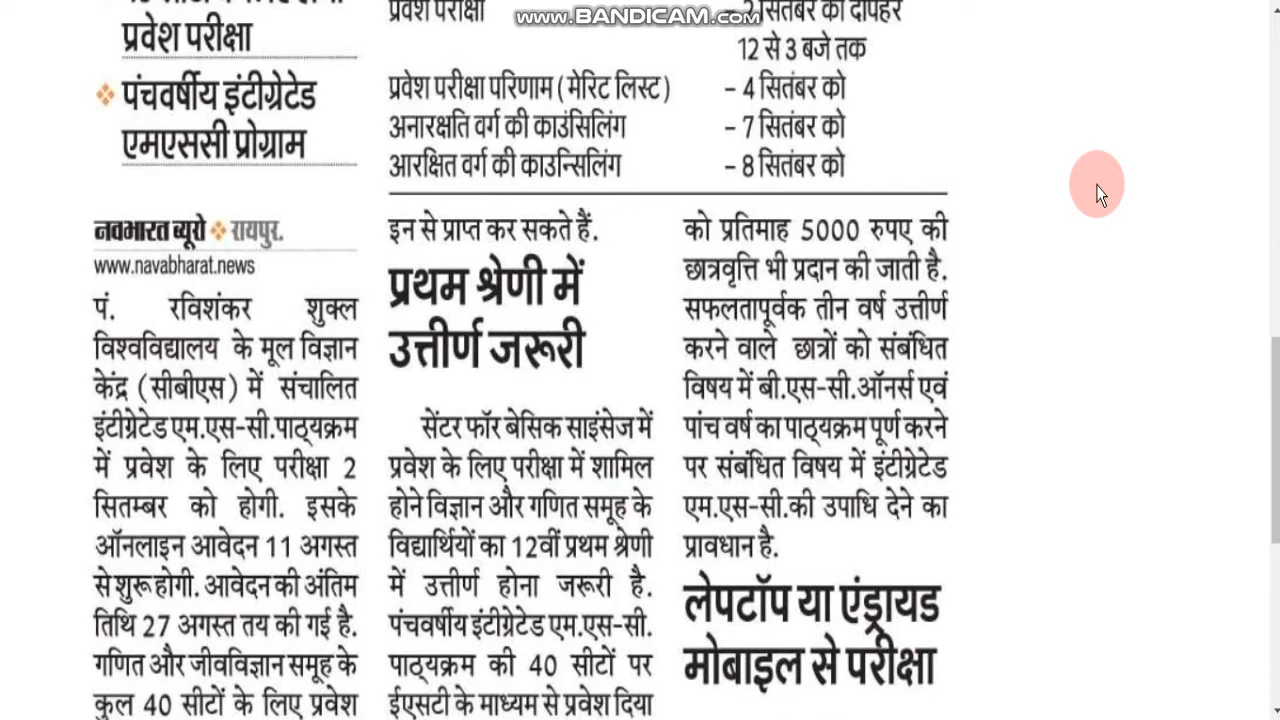 www.BANDICAM.com
प्रवेश परीक्षा
पंचवर्षीय इंटीग्रेटेड
एमएससी प्रोग्राम
प्रवेश परीक्षा - 2 सितंबर को दोपहर
12 से 3 बजे तक
प्रवेश परीक्षा परिणाम (मेरिट लिस्ट) - 4 सितंबर को
अनारक्षति वर्ग की काउंसिलिंग - 7 सितंबर को
आरक्षित वर्ग की काउन्सिलिंग - 8 सितंबर को
नवभारत ब्यूरो रायपुर.
www.navabharat.news
पं. रविशंकर शुक्ल
विश्वविद्यालय के मूल विज्ञान
केंद्र (सीबीएस) में संचालित
इंटीग्रेटेड एम.एस-सी.पाठ्यक्रम
में प्रवेश के लिए परीक्षा 2
सितम्बर को होगी. इसके
ऑनलाइन आवेदन 11 अगस्त
से शुरू होगी. आवेदन की अंतिम
तिथि 27 अगस्त तय की गई है.
गणित और जीवविज्ञान समूह के
कुल 40 सीटों के लिए प्रवेश
इन से प्राप्त कर सकते हैं.
प्रथम श्रेणी में
उत्तीर्ण जरूरी
सेंटर फॉर बेसिक साइंसेज में
प्रवेश के लिए परीक्षा में शामिल
होने विज्ञान और गणित समूह के
विद्यार्थियों का 12वीं प्रथम श्रेणी
में उत्तीर्ण होना जरूरी है.
पंचवर्षीय इंटीग्रेटेड एम.एस-सी.
पाठ्यक्रम की 40 सीटों पर
ईएसटी के माध्यम से प्रवेश दिया
को प्रतिमाह 5000 रुपए की
छात्रवृत्ति भी प्रदान की जाती है.
सफलतापूर्वक तीन वर्ष उत्तीर्ण
करने वाले छात्रों को संबंधित
विषय में बी.एस-सी.ऑनर्स एवं
पांच वर्ष का पाठ्यक्रम पूर्ण करने
पर संबंधित विषय में इंटीग्रेटेड
एम.एस-सी.की उपाधि देने का
प्रावधान है.
लेपटॉप या एंड्रायड
मोबाइल से परीक्षा